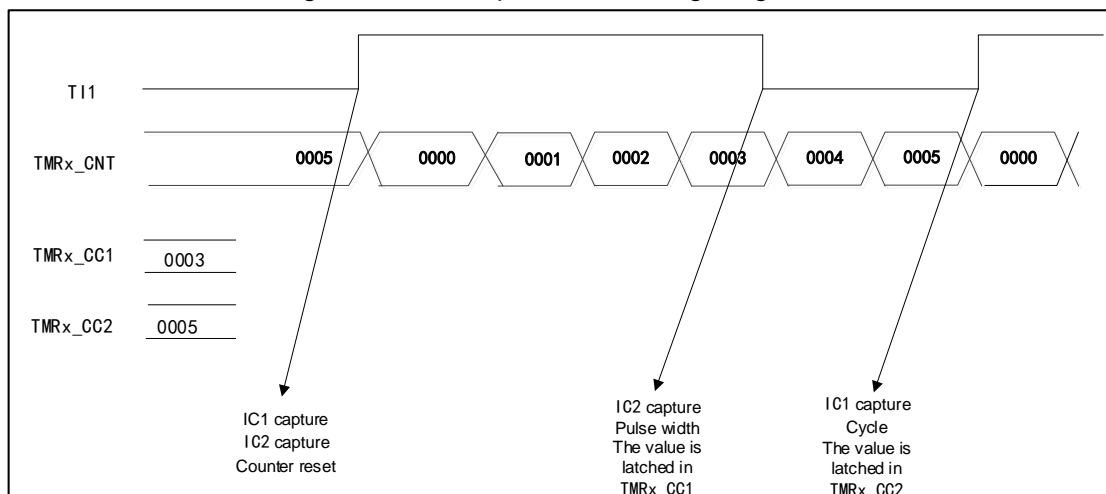 TI1
TMRx_CNT
0005
0000
0001
0002
0003
0004
0005
0000
TMRx_CC1
0003
TMRx_CC2
0005
IC1 capture
IC2 capture
Counter reset
IC2 capture
Pulse width
The value is
latched in
TMRx_CC1
IC1 capture
Cycle
The value is
latched in
TMRx_CC2